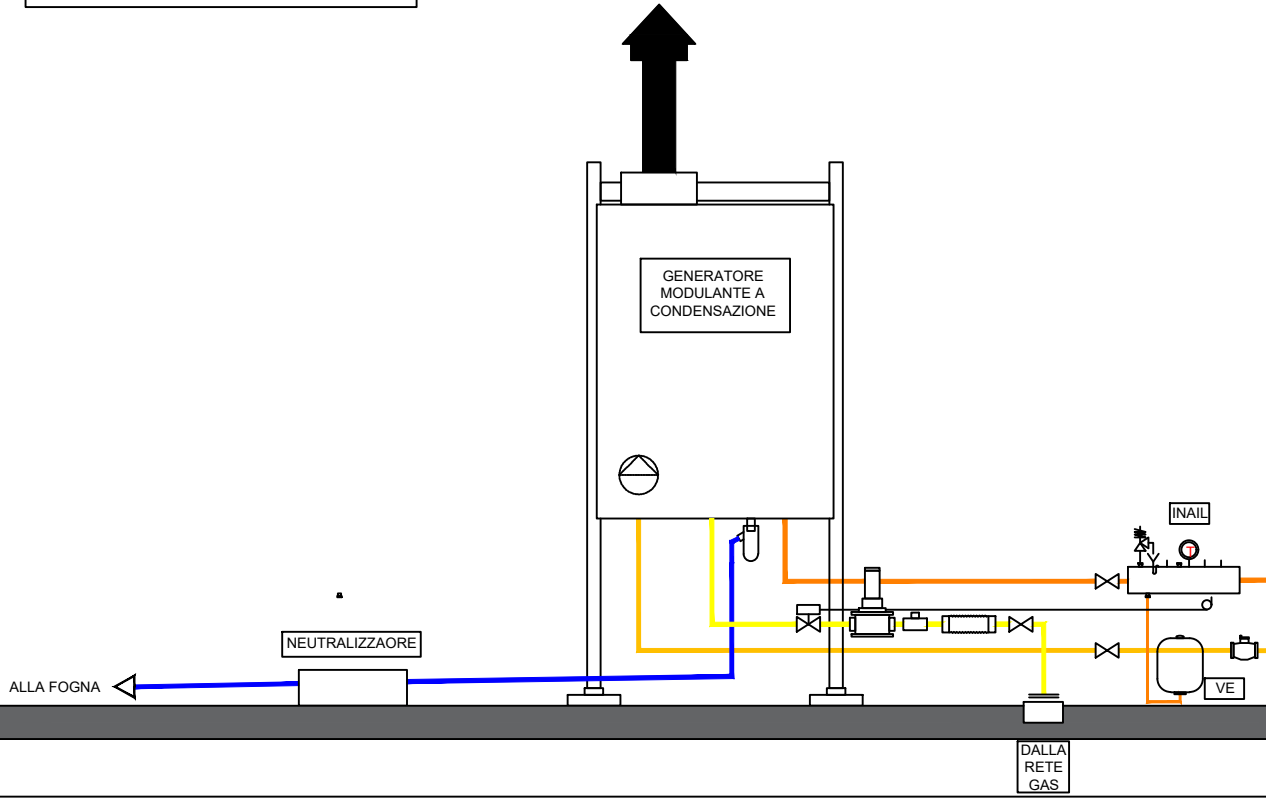 GENERATORE
MODULANTE A
CONDENSAZIONE
INAIL
T
NEUTRALIZZAORE
ALLA FOGNA
VE
DALLA
RETE
GAS